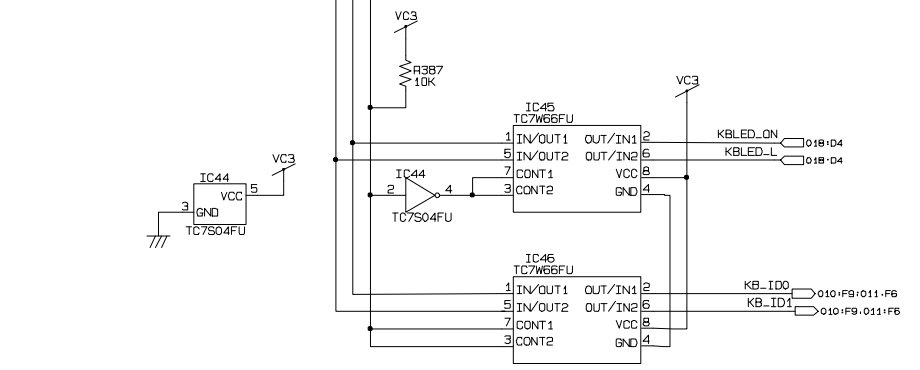 VC3
R387
10K
VC3
IC45
TC7W66FU
1 IN/OUT1 OUT/IN1 2 KBLED_ON 018:D4
5 IN/OUT2 OUT/IN2 6 KBLED_L 018:D4
7 CONT1 VCC 8
3 CONT2 GND 4
VC3
IC44
VCC 5
3 GND
TC7S04FU
IC44
2 4
TC7S04FU
IC46
TC7W66FU
1 IN/OUT1 OUT/IN1 2 KB_ID0 010:F9;011.F6
5 IN/OUT2 OUT/IN2 6 KB_ID1 010:F9.011:F6
7 CONT1 VCC 8
3 CONT2 GND 4